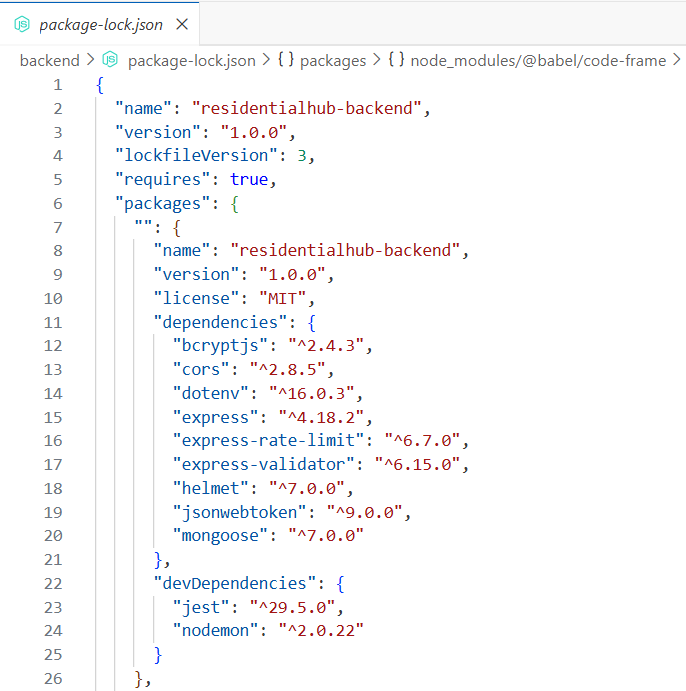 package-lock.json
backend > package-lock.json > {} packages > {} node_modules/@babel/code-frame >
1 {
2 "name": "residentialhub-backend",
3 "version": "1.0.0",
4 "lockfileVersion": 3,
5 "requires": true,
6 "packages": {
7 "": {
8 "name": "residentialhub-backend",
9 "version": "1.0.0",
10 "license": "MIT",
11 "dependencies": {
12 "bcryptjs": "^2.4.3",
13 "cors": "^2.8.5",
14 "dotenv": "^16.0.3",
15 "express": "^4.18.2",
16 "express-rate-limit": "^6.7.0",
17 "express-validator": "^6.15.0",
18 "helmet": "^7.0.0",
19 "jsonwebtoken": "^9.0.0",
20 "mongoose": "^7.0.0"
21 },
22 "devDependencies": {
23 "jest": "^29.5.0",
24 "nodemon": "^2.0.22"
25 }
26 },